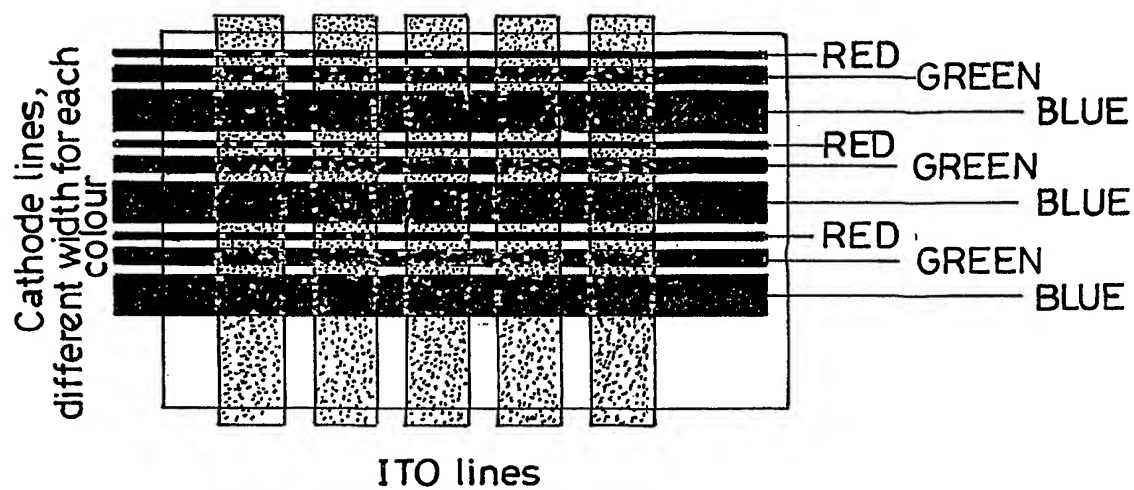 Cathode lines,
different width for each
colour
RED
GREEN
BLUE
RED
GREEN
BLUE
RED
GREEN
BLUE
ITO lines